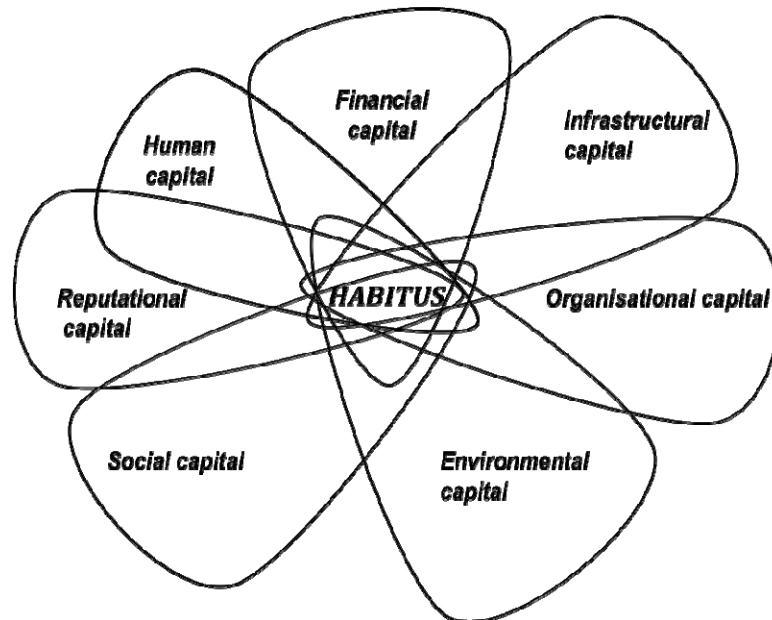 Financial
capital
Infrastructural
capital
Human
capital
Reputational
capital
HABITUS
Organisational capital
Social capital
Environmental
capital